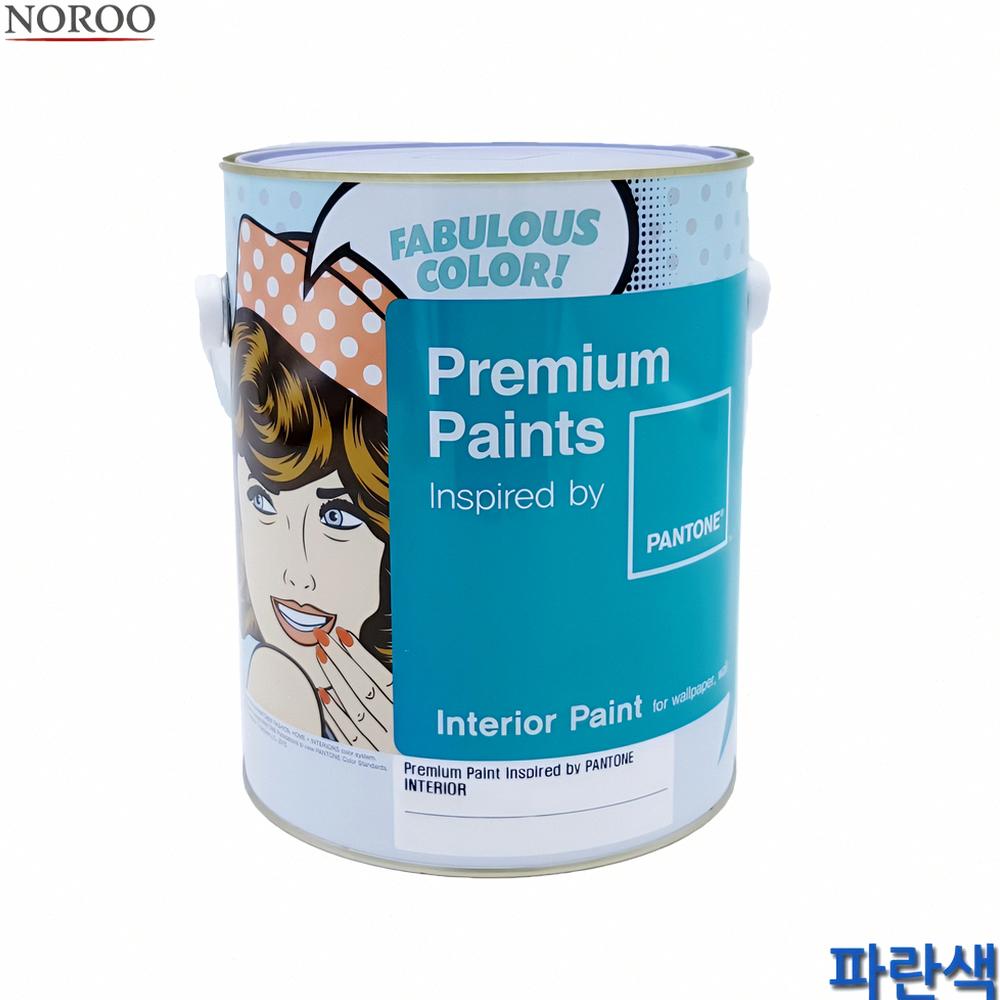 NOROO
FABULOUS
COLOR!
Premium
Paints
Inspired by
PANTONE®
Interior Paint for wallpaper, wall
Premium Paint Inspired by PANTONE
INTERIOR
파란색